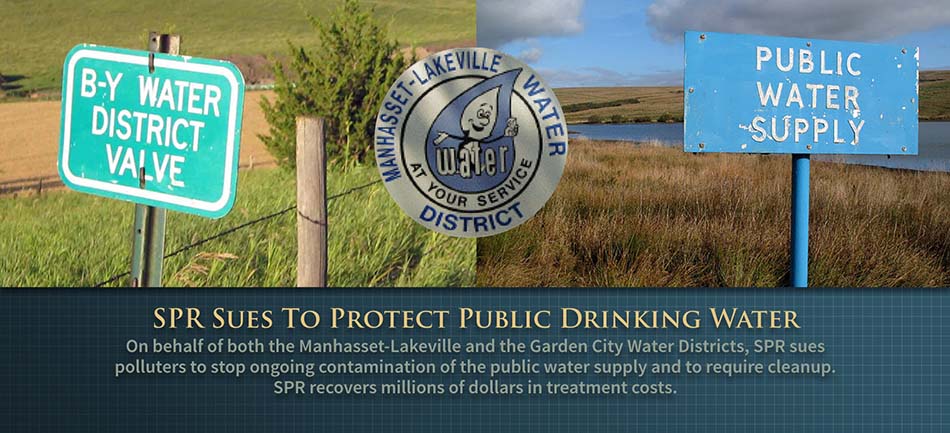 B-Y WATER
DISTRICT
VALVE
MANHASSET-LAKEVILLE WATER
water
AT YOUR SERVICE
DISTRICT
PUBLIC
WATER
SUPPLY
SPR SUES TO PROTECT PUBLIC DRINKING WATER
On behalf of both the Manhasset-Lakeville and the Garden City Water Districts, SPR sues
polluters to stop ongoing contamination of the public water supply and to require cleanup.
SPR recovers millions of dollars in treatment costs.